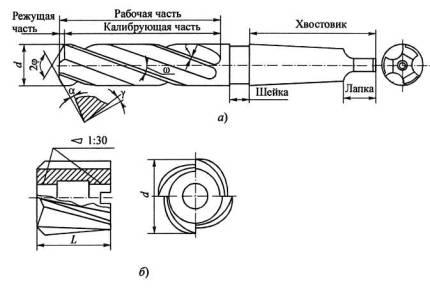 Режущая часть
Рабочая часть
Калибрующая часть
Хвостовик
d
2φ
α
γ
ω
Шейка
Лапка
а)
1:30
L
d
б)